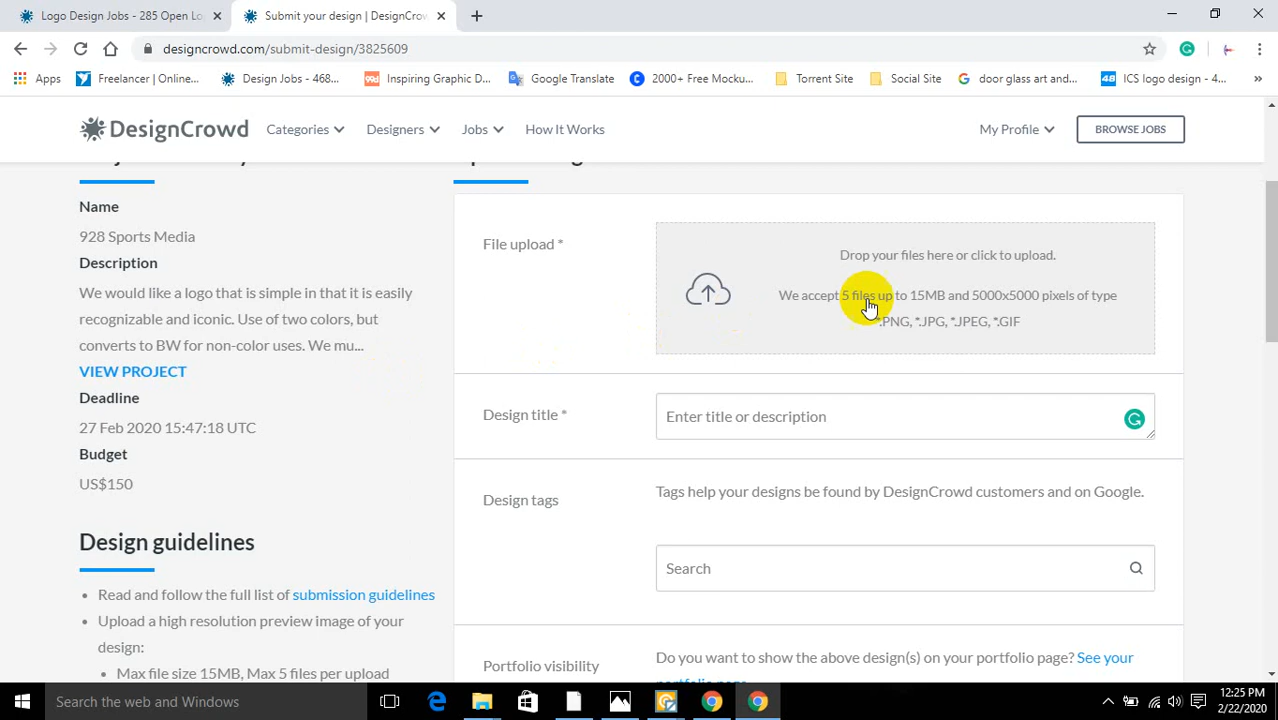 Logo Design Jobs - 285 Open Lo
Submit your design | DesignCrow
designcrowd.com/submit-design/3825609
Apps
Freelancer | Online...
Design Jobs - 468...
Inspiring Graphic D...
Google Translate
2000+ Free Mocku...
Torrent Site
Social Site
door glass art and...
ICS logo design - 4...
DesignCrowd
Categories
Designers
Jobs
How It Works
My Profile
BROWSE JOBS
Name
928 Sports Media
Description
We would like a logo that is simple in that it is easily
recognizable and iconic. Use of two colors, but
converts to BW for non-color uses. We mu...
VIEW PROJECT
Deadline
27 Feb 2020 15:47:18 UTC
Budget
US$150
Design guidelines
Read and follow the full list of submission guidelines
Upload a high resolution preview image of your
design:
Max file size 15MB, Max 5 files per upload
File upload *
Drop your files here or click to upload.
We accept 5 files up to 15MB and 5000x5000 pixels of type
*.PNG, *.JPG, *.JPEG, *.GIF
Design title *
Enter title or description
Design tags
Tags help your designs be found by DesignCrowd customers and on Google.
Search
Portfolio visibility
Do you want to show the above design(s) on your portfolio page? See your
Search the web and Windows
12:25 PM
2/22/2020